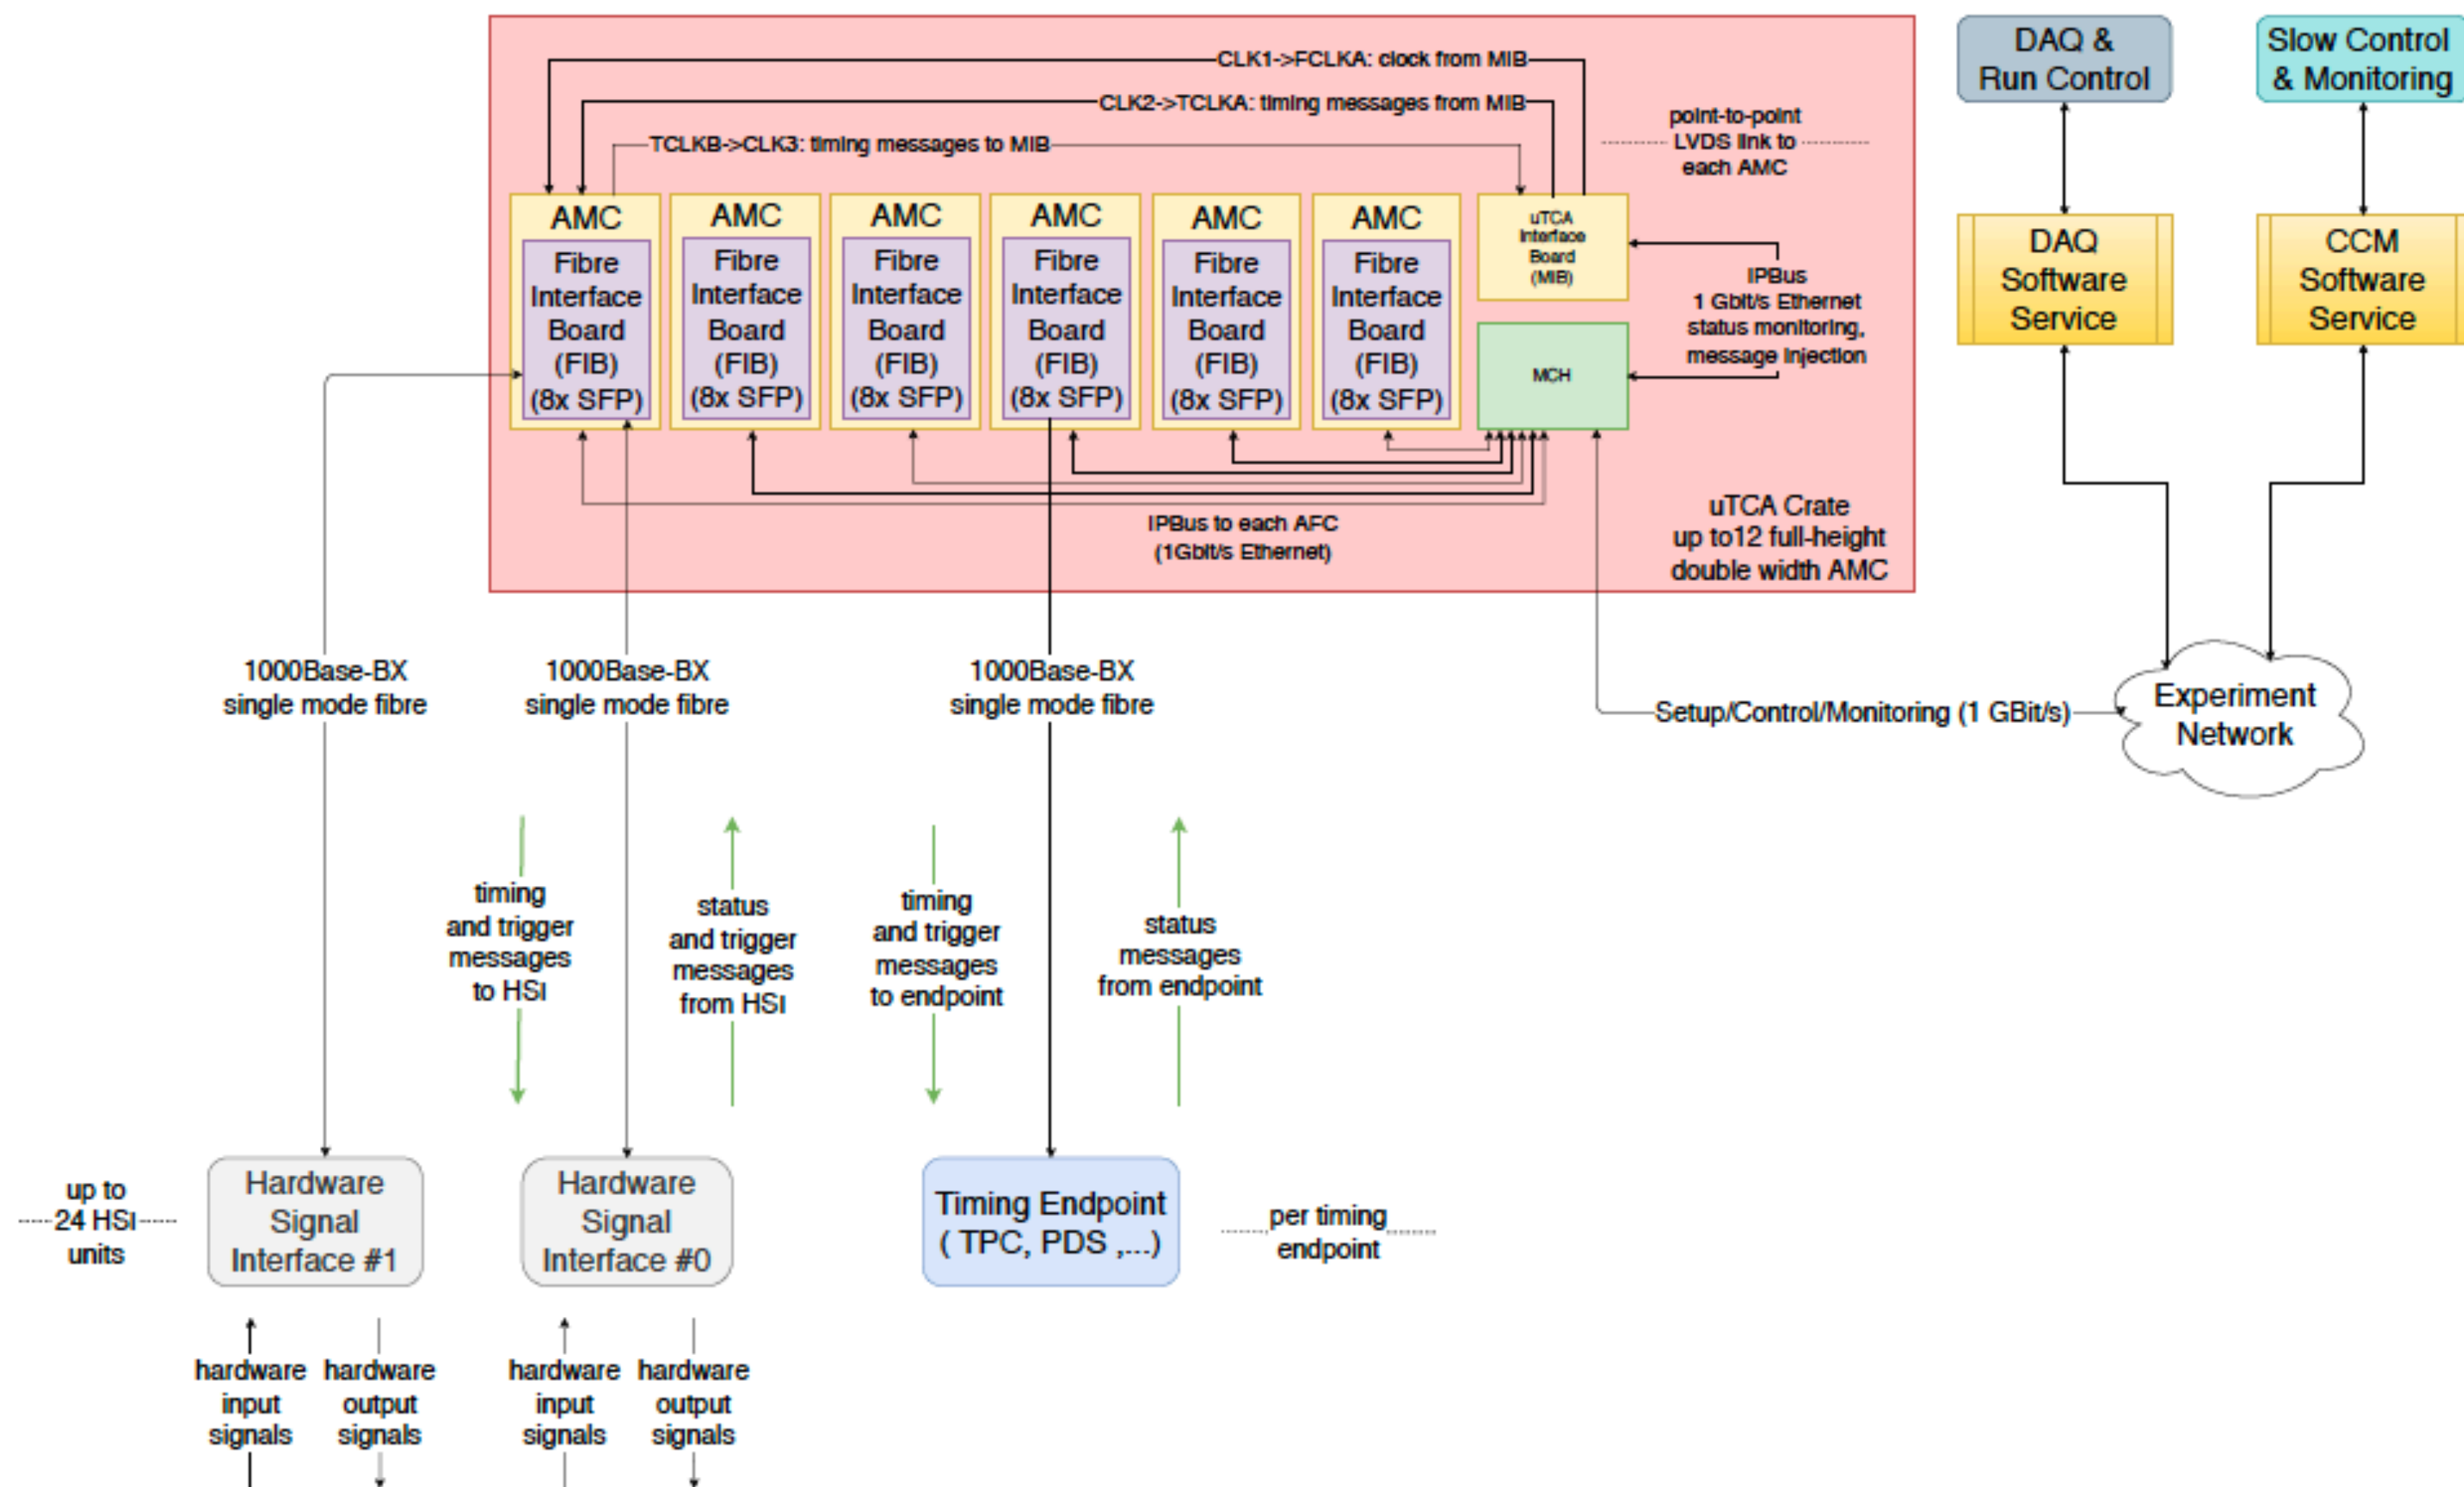 CLK1->FCLKA: clock from MIB
CLK2->TCLKA: timing messages from MIB
TCLKB->CLK3: timing messages to MIB
point-to-point
LVDS link to
each AMC
DAQ &
Run Control
Slow Control
& Monitoring
AMC
Fibre
Interface
Board
(FIB)
(8x SFP)
AMC
Fibre
Interface
Board
(FIB)
(8x SFP)
AMC
Fibre
Interface
Board
(FIB)
(8x SFP)
AMC
Fibre
Interface
Board
(FIB)
(8x SFP)
AMC
Fibre
Interface
Board
(FIB)
(8x SFP)
AMC
Fibre
Interface
Board
(FIB)
(8x SFP)
uTCA
Interface
Board
(MIB)
MCH
IPBus
1 Gbit/s Ethernet
status monitoring,
message injection
DAQ
Software
Service
CCM
Software
Service
IPBus to each AFC
(1Gbit/s Ethernet)
uTCA Crate
up to12 full-height
double width AMC
1000Base-BX
single mode fibre
1000Base-BX
single mode fibre
1000Base-BX
single mode fibre
Setup/Control/Monitoring (1 GBit/s)
Experiment
Network
timing
and trigger
messages
to HSI
status
and trigger
messages
from HSI
timing
and trigger
messages
to endpoint
status
messages
from endpoint
up to
24 HSI
units
Hardware
Signal
Interface #1
Hardware
Signal
Interface #0
Timing Endpoint
( TPC, PDS ,...)
per timing
endpoint
hardware
input
signals
hardware
output
signals
hardware
input
signals
hardware
output
signals